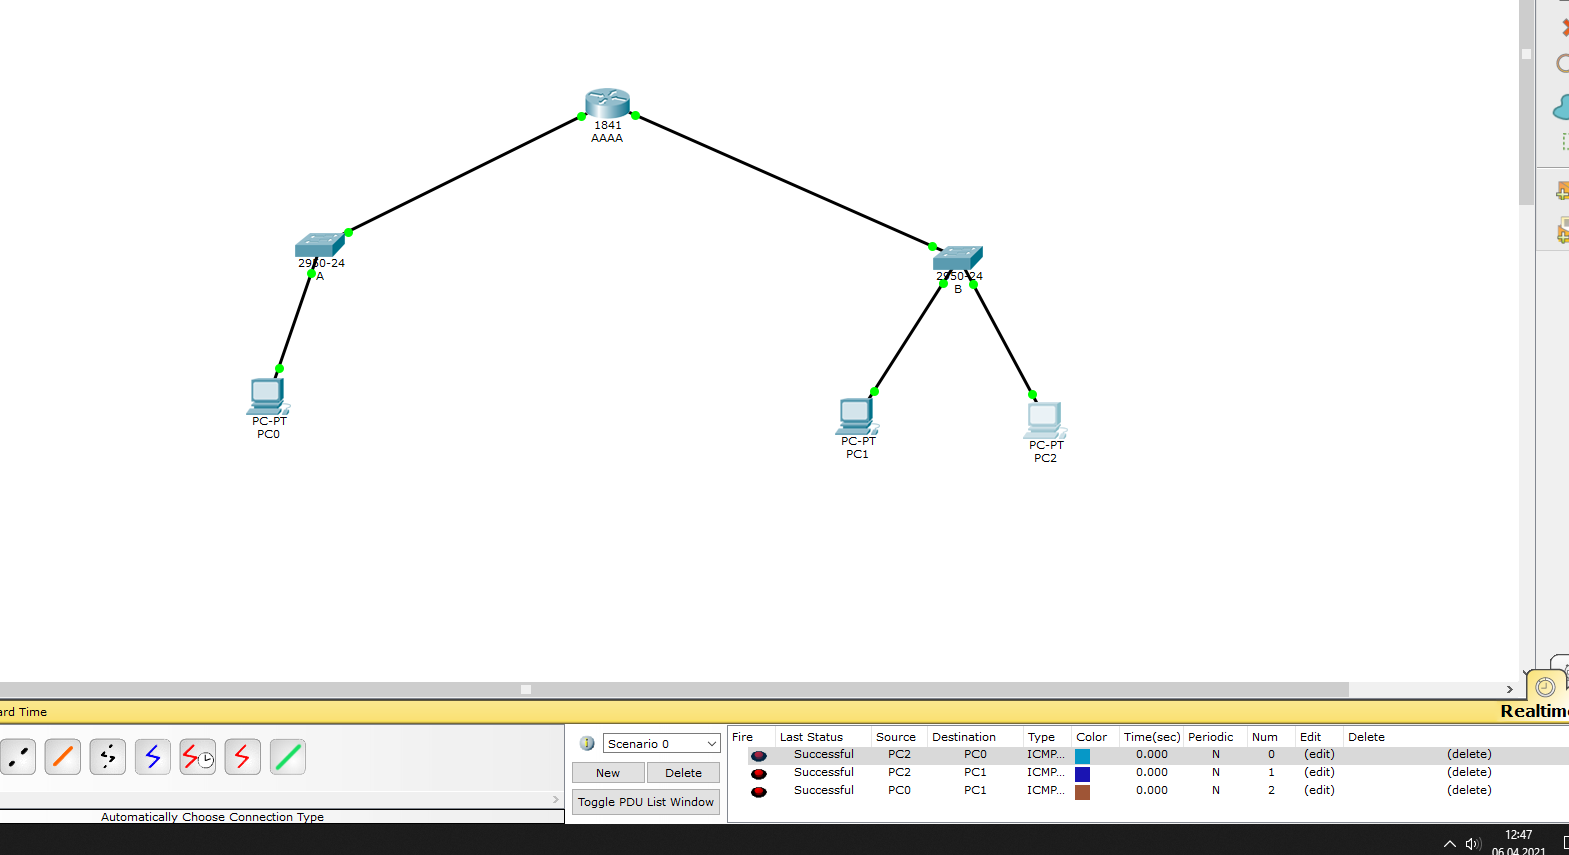 1841
AAAA
2950-24
A
2950-24
B
PC-PT
PC0
PC-PT
PC1
PC-PT
PC2
ard Time
Realtim
Scenario 0
New Delete
Toggle PDU List Window
Automatically Choose Connection Type
Fire Last Status Source Destination Type Color Time(sec) Periodic Num Edit Delete
Successful PC2 PC0 ICMP... 0.000 N 0 (edit) (delete)
Successful PC2 PC1 ICMP... 0.000 N 1 (edit) (delete)
Successful PC0 PC1 ICMP... 0.000 N 2 (edit) (delete)
12:47
06.04.2021